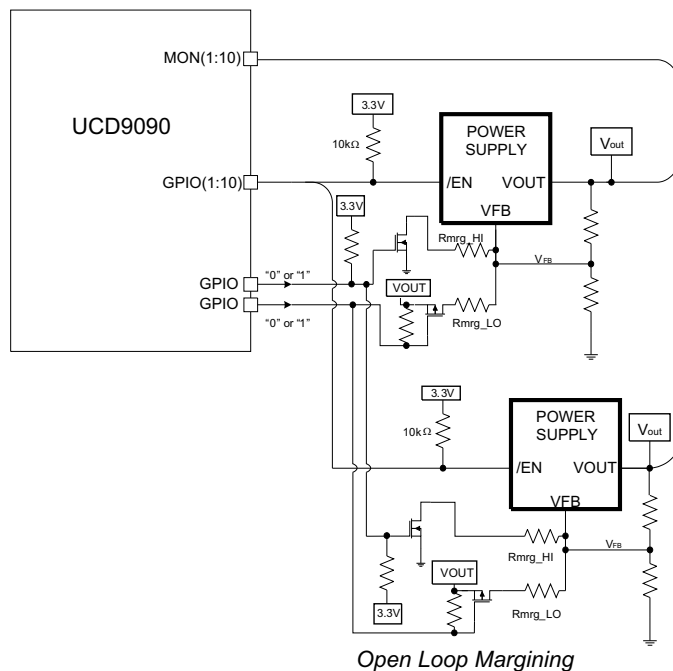 MON(1:10)
UCD9090
3.3V
10kΩ
POWER
SUPPLY
Vout
GPIO(1:10)
/EN
VOUT
3.3V
VFB
Rmrg_HI
VFB
GPIO
"0" or "1"
VOUT
GPIO
"0" or "1"
Rmrg_LO
3.3V
10kΩ
POWER
SUPPLY
Vout
/EN
VOUT
VFB
Rmrg_HI
VFB
VOUT
3.3V
Rmrg_LO
Open Loop Margining